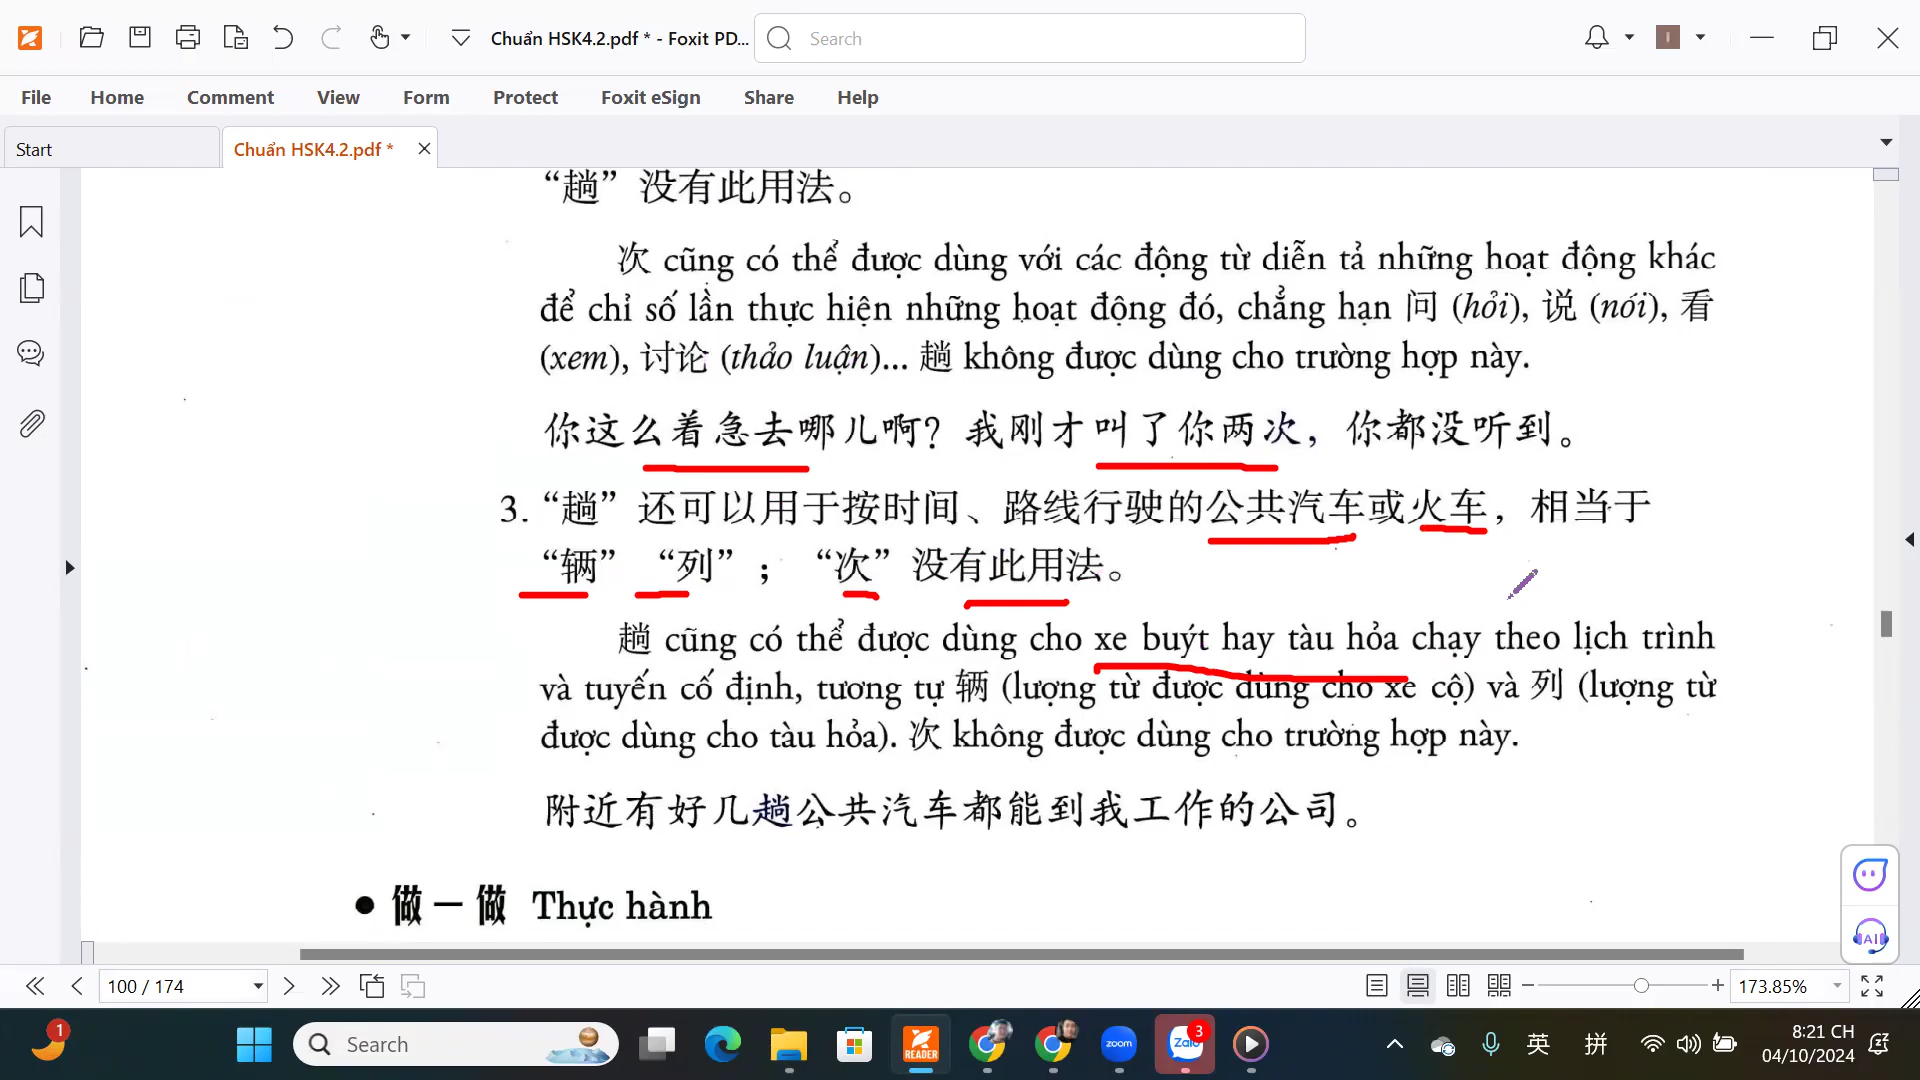 Chuẩn HSK4.2.pdf * - Foxit PD...
Search
File Home Comment View Form Protect Foxit eSign Share Help
Start
Chuẩn HSK4.2.pdf *
“趟” 没有此用法。
次 cũng có thể được dùng với các động từ diễn tả những hoạt động khác
để chỉ số lần thực hiện những hoạt động đó, chẳng hạn 问 (hỏi), 说 (nói), 看
(xem), 讨论 (thảo luận)... 趟 không được dùng cho trường hợp này.
你这么着急去哪儿啊？我刚才叫了你两次，你都没听到。
3. “趟” 还可以用于按时间、路线行驶的公共汽车或火车，相当于
“辆” “列”；“次” 没有此用法。
趟 cũng có thể được dùng cho xe buýt hay tàu hỏa chạy theo lịch trình
và tuyến cố định, tương tự 辆 (lượng từ được dùng cho xe cộ) và 列 (lượng từ
được dùng cho tàu hỏa). 次 không được dùng cho trường hợp này.
附近有好几趟公共汽车都能到我工作的公司。
● 做一做 Thực hành
AI
100 / 174
173.85%
1
Search
READER
zoom
Zalo
3
英
拼
8:21 CH
04/10/2024